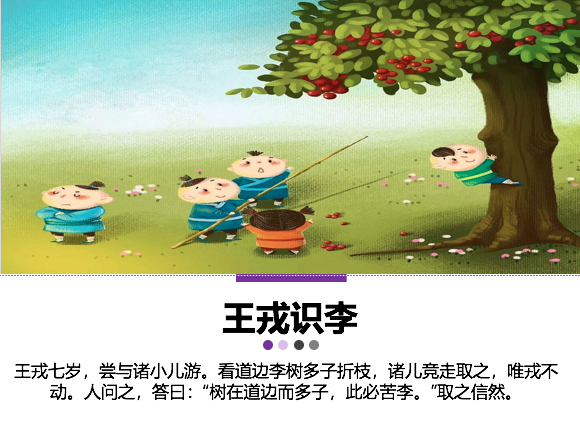 王戎识李
王戎七岁，尝与诸小儿游。看道边李树多子折枝，诸儿竞走取之，唯戎不
动。人问之，答曰：“树在道边而多子，此必苦李。”取之信然。